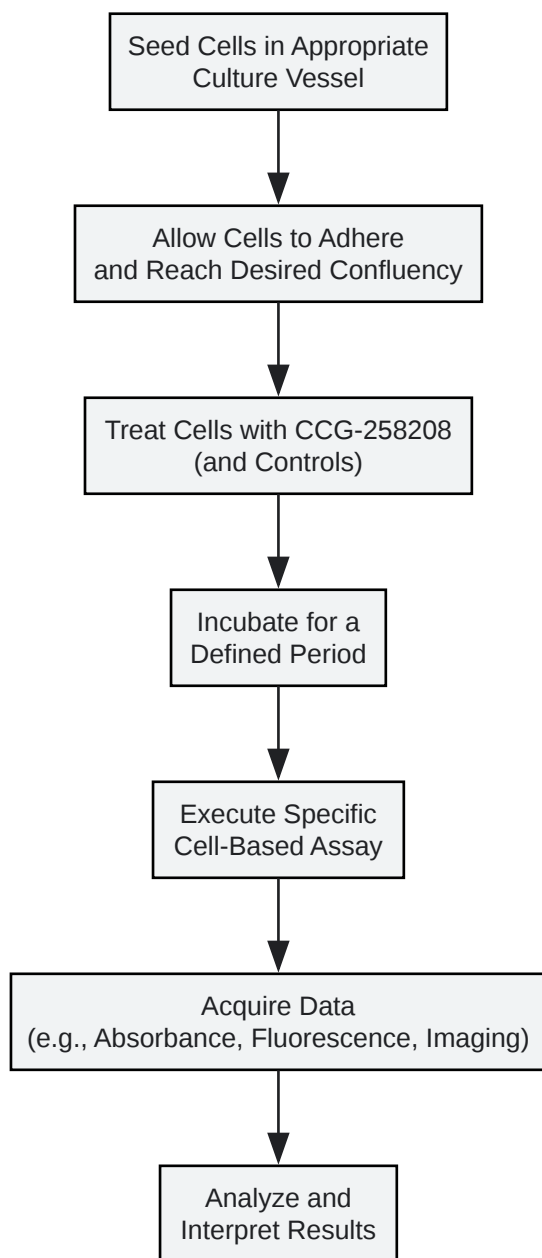 Seed Cells in Appropriate
Culture Vessel
Allow Cells to Adhere
and Reach Desired Confluency
Treat Cells with CCG-258208
(and Controls)
Incubate for a
Defined Period
Execute Specific
Cell-Based Assay
Acquire Data
(e.g., Absorbance, Fluorescence, Imaging)
Analyze and
Interpret Results